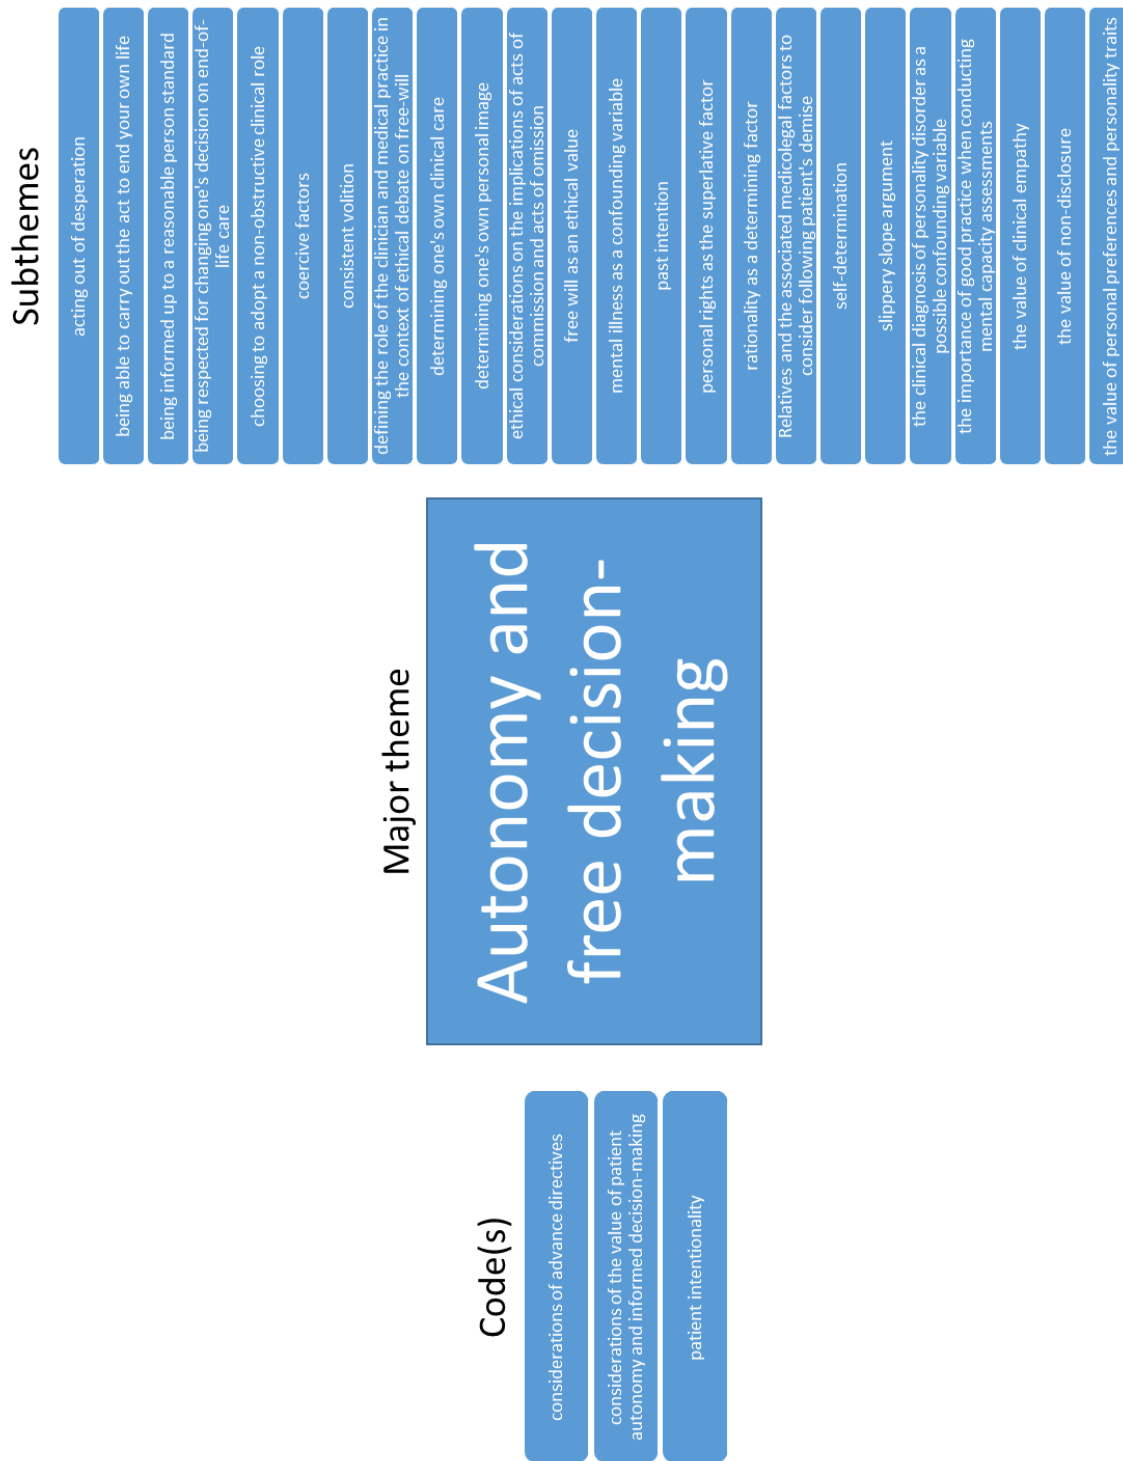 Code(s)
considerations of advance directives
considerations of the value of patient
autonomy and informed decision-making
patient intentionality
Major theme
Autonomy and
free decision-
making
Subthemes
acting out of desperation
being able to carry out the act to end your own life
being informed up to a reasonable person standard
being respected for changing one's decision on end-of-
life care
choosing to adopt a non-obstructive clinical role
coercive factors
consistent volition
defining the role of the clinician and medical practice in
the context of ethical debate on free-will
determining one's own clinical care
determining one's own personal image
ethical considerations on the implications of acts of
commission and acts of omission
free will as an ethical value
mental illness as a confounding variable
past intention
personal rights as the superlative factor
rationality as a determining factor
Relatives and the associated medicolegal factors to
consider following patient's demise
self-determination
slippery slope argument
the clinical diagnosis of personality disorder as a
possible confounding variable
the importance of good practice when conducting
mental capacity assessments
the value of clinical empathy
the value of non-disclosure
the value of personal preferences and personality traits